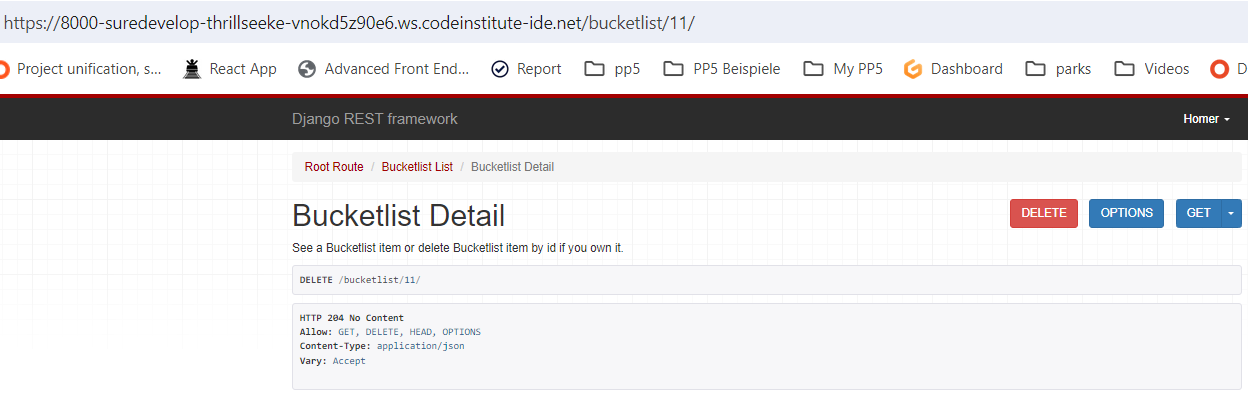 https://8000-suredevelop-thrillseeke-vnokd5z90e6.ws.codeinstitute-ide.net/bucketlist/11/
Project unification, s... React App Advanced Front End... Report pp5 PP5 Beispiele My PP5 Dashboard parks Videos D
Django REST framework Homer
Root Route / Bucketlist List / Bucketlist Detail
Bucketlist Detail DELETE OPTIONS GET
See a Bucketlist item or delete Bucketlist item by id if you own it.
DELETE /bucketlist/11/
HTTP 204 No Content
Allow: GET, DELETE, HEAD, OPTIONS
Content-Type: application/json
Vary: Accept